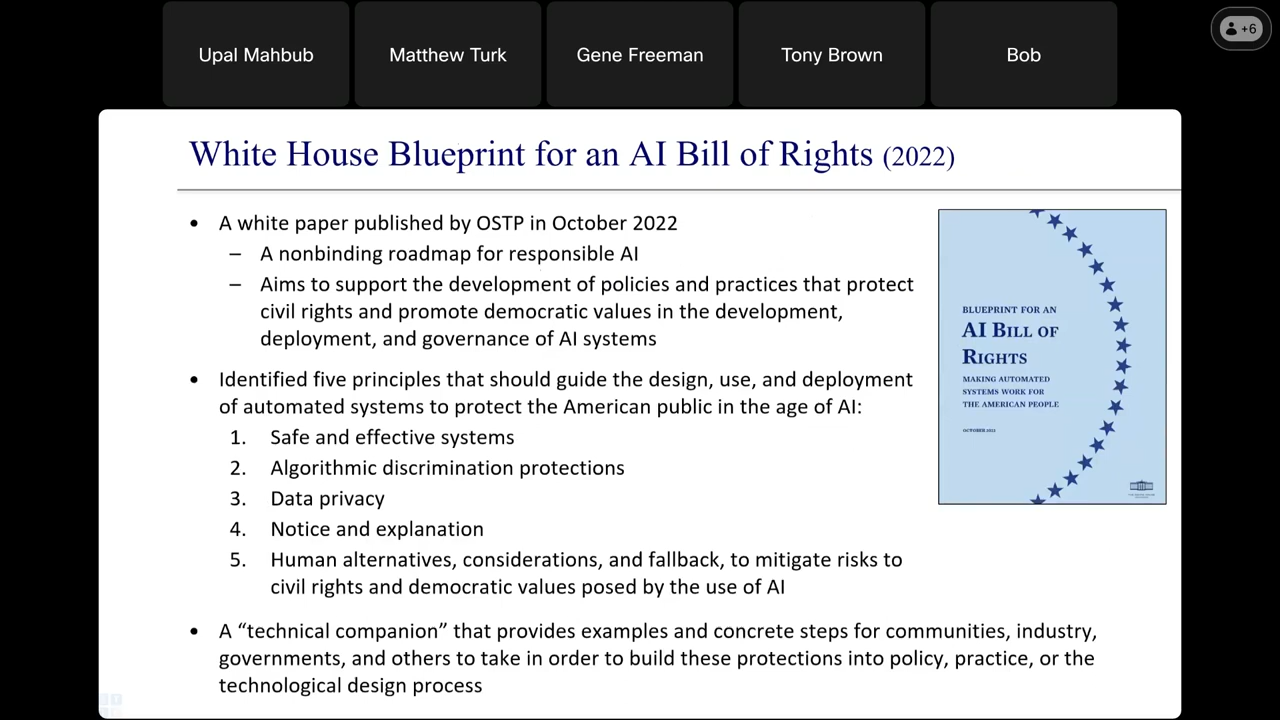 Upal Mahbub
Matthew Turk
Gene Freeman
Tony Brown
Bob
+6
White House Blueprint for an AI Bill of Rights (2022)
• A white paper published by OSTP in October 2022
– A nonbinding roadmap for responsible AI
– Aims to support the development of policies and practices that protect
civil rights and promote democratic values in the development,
deployment, and governance of AI systems
• Identified five principles that should guide the design, use, and deployment
of automated systems to protect the American public in the age of AI:
1. Safe and effective systems
2. Algorithmic discrimination protections
3. Data privacy
4. Notice and explanation
5. Human alternatives, considerations, and fallback, to mitigate risks to
civil rights and democratic values posed by the use of AI
• A “technical companion” that provides examples and concrete steps for communities, industry,
governments, and others to take in order to build these protections into policy, practice, or the
technological design process
BLUEPRINT FOR AN
AI BILL OF
RIGHTS
MAKING AUTOMATED
SYSTEMS WORK FOR
THE AMERICAN PEOPLE
OCTOBER 2022